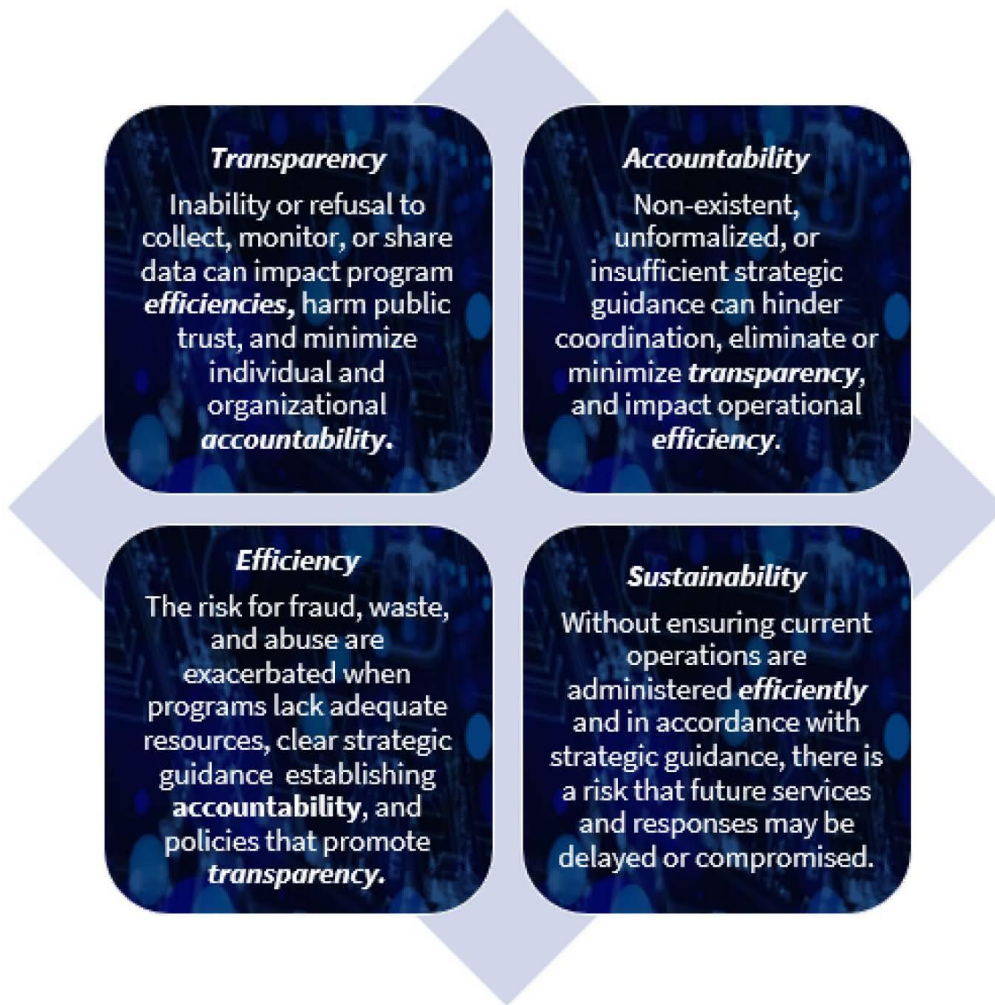 Transparency
Inability or refusal to
collect, monitor, or share
data can impact program
efficiencies, harm public
trust, and minimize
individual and
organizational
accountability.
Accountability
Non-existent,
unformalized, or
insufficient strategic
guidance can hinder
coordination, eliminate or
minimize transparency,
and impact operational
efficiency.
Efficiency
The risk for fraud, waste,
and abuse are
exacerbated when
programs lack adequate
resources, clear strategic
guidance establishing
accountability, and
policies that promote
transparency.
Sustainability
Without ensuring current
operations are
administered efficiently
and in accordance with
strategic guidance, there is
a risk that future services
and responses may be
delayed or compromised.